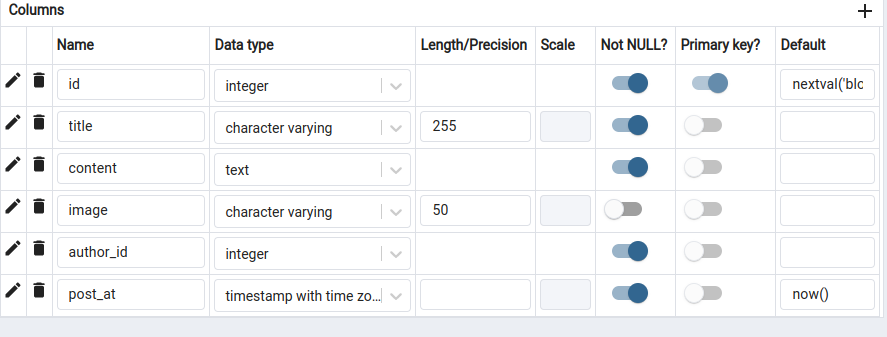 Columns
Name Data type Length/Precision Scale Not NULL? Primary key? Default
id integer nextval('blc
title character varying 255
content text
image character varying 50
author_id integer
post_at timestamp with time zo... now()